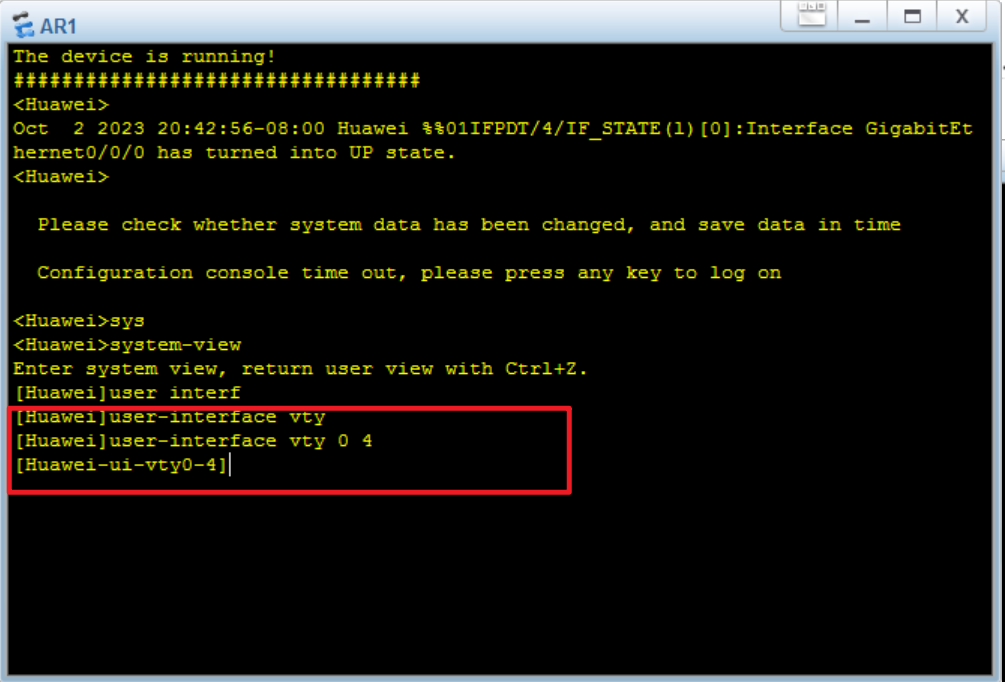 AR1
The device is running!
##################################
<Huawei>
Oct  2 2023 20:42:56-08:00 Huawei %%01IFPDT/4/IF_STATE(l)[0]:Interface GigabitEt
hernet0/0/0 has turned into UP state.
<Huawei>
  Please check whether system data has been changed, and save data in time
  Configuration console time out, please press any key to log on
<Huawei>sys
<Huawei>system-view
Enter system view, return user view with Ctrl+Z.
[Huawei]user interf
[Huawei]user-interface vty
[Huawei]user-interface vty 0 4
[Huawei-ui-vty0-4]